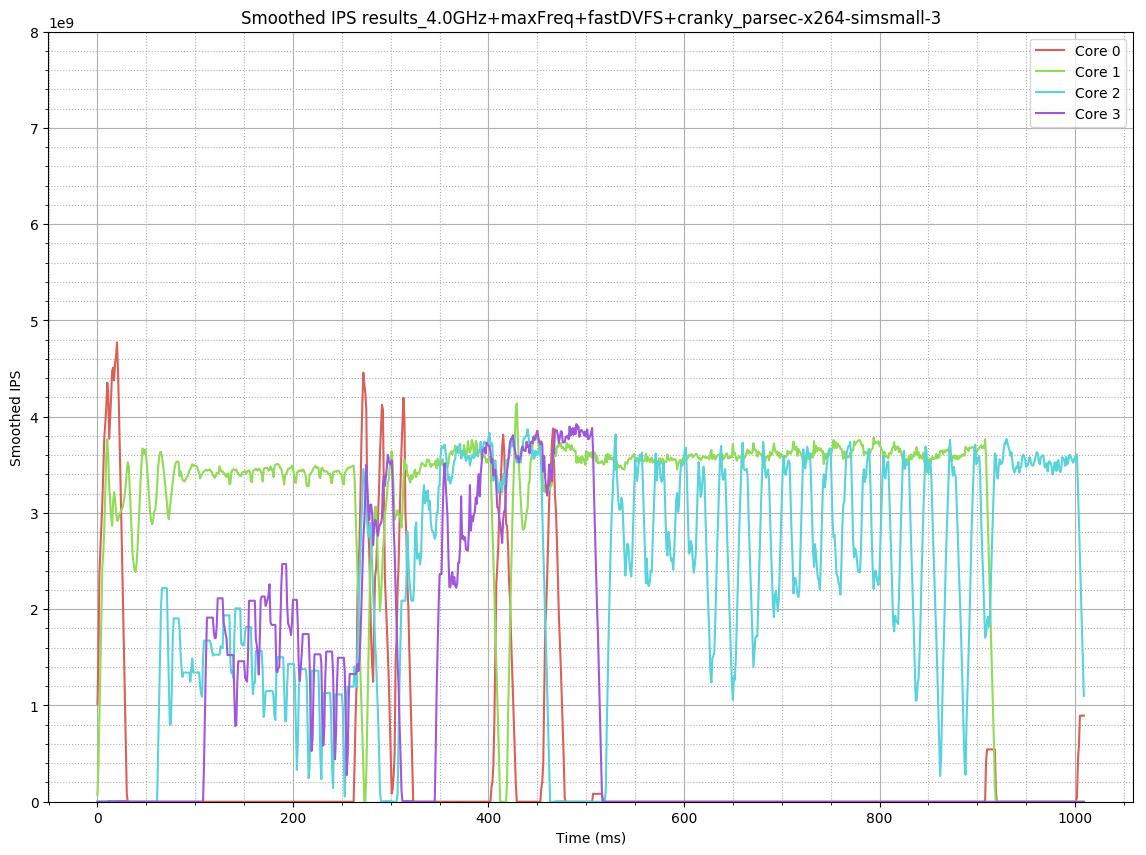 Smoothed IPS results_4.0GHz+maxFreq+fastDVFS+cranky_parsec-x264-simsmall-3
1e9
8
7
6
5
4
3
2
1
0
Smoothed IPS
Core 0
Core 1
Core 2
Core 3
0 200 400 600 800 1000
Time (ms)